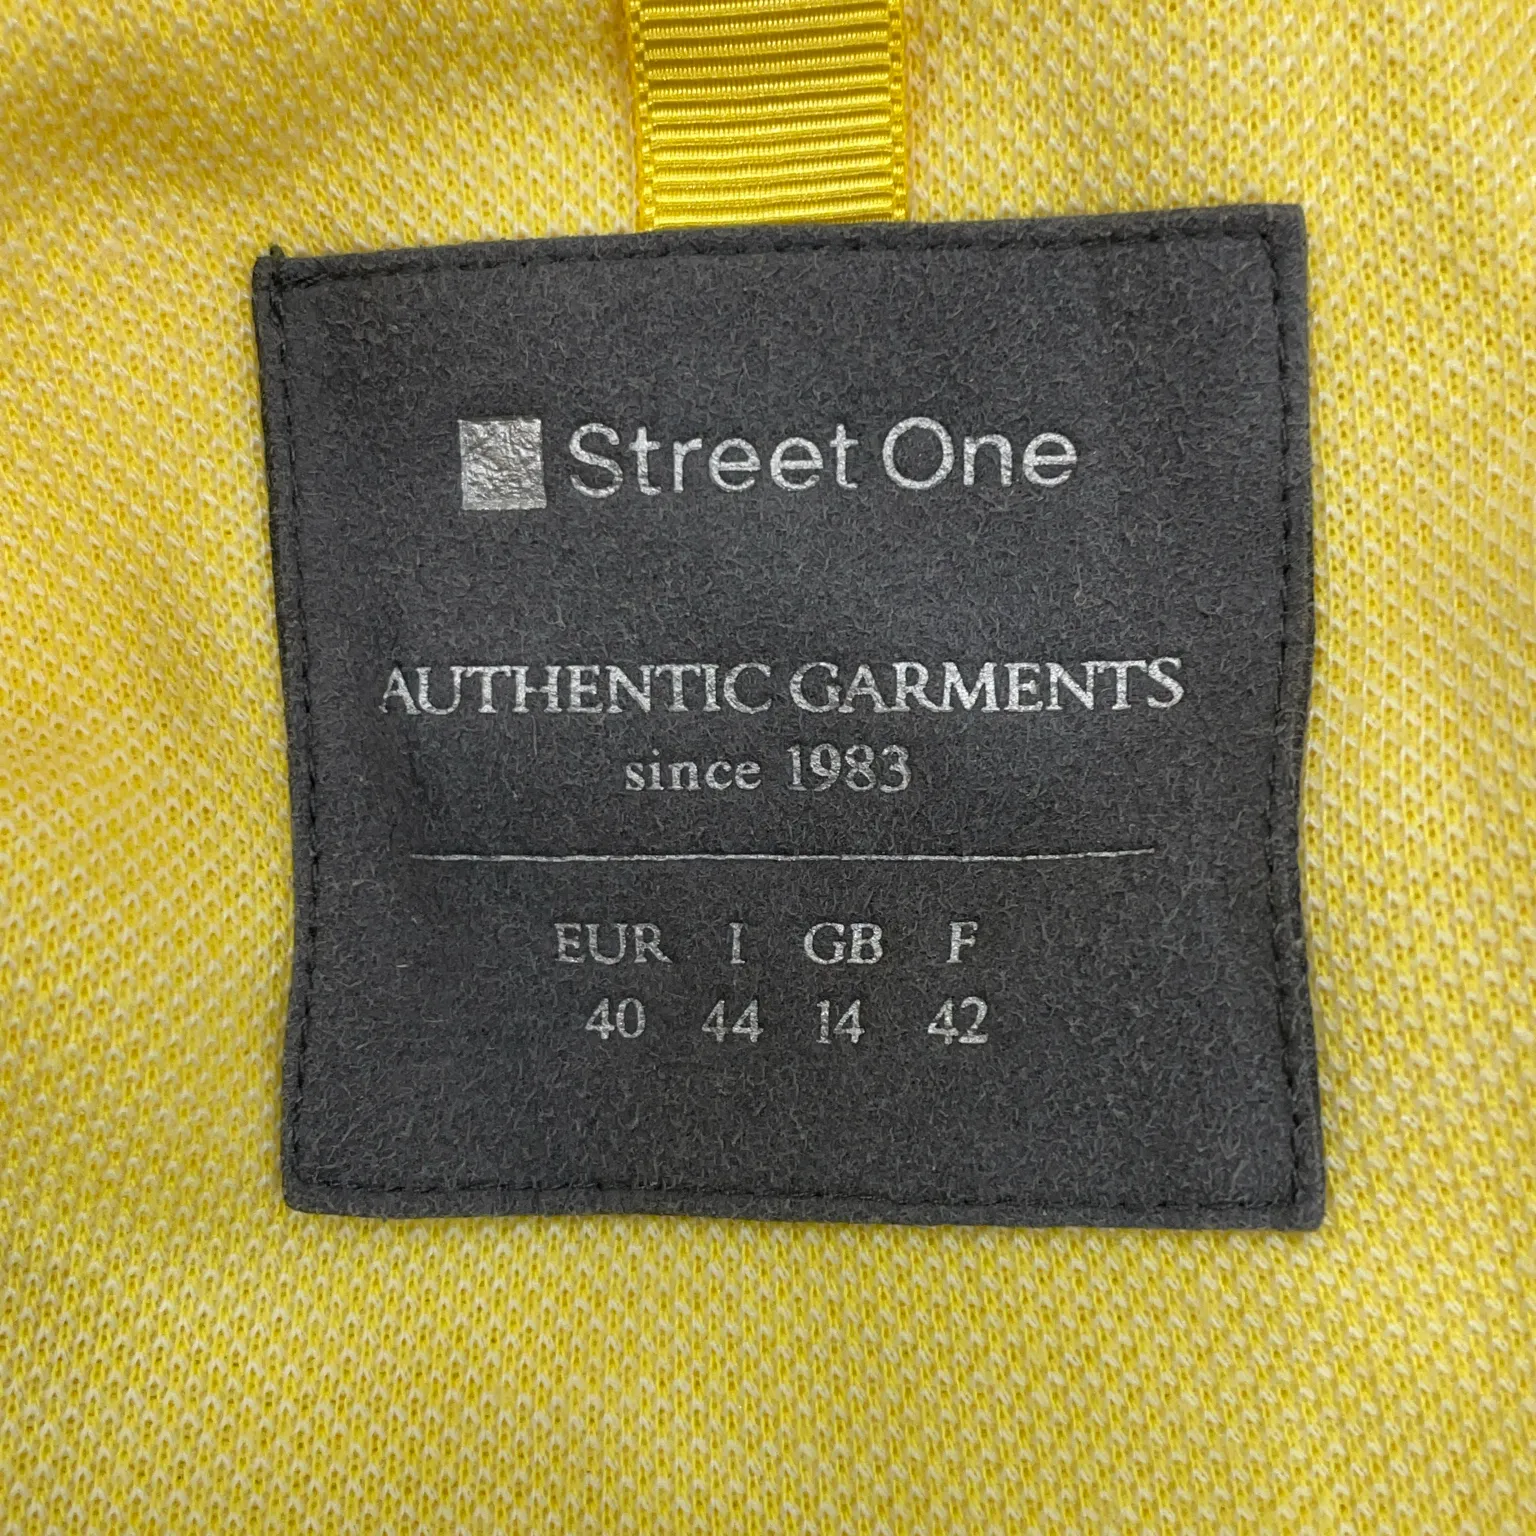 Street One
AUTHENTIC GARMENTS
since 1983
EUR I GB F
40 44 14 42